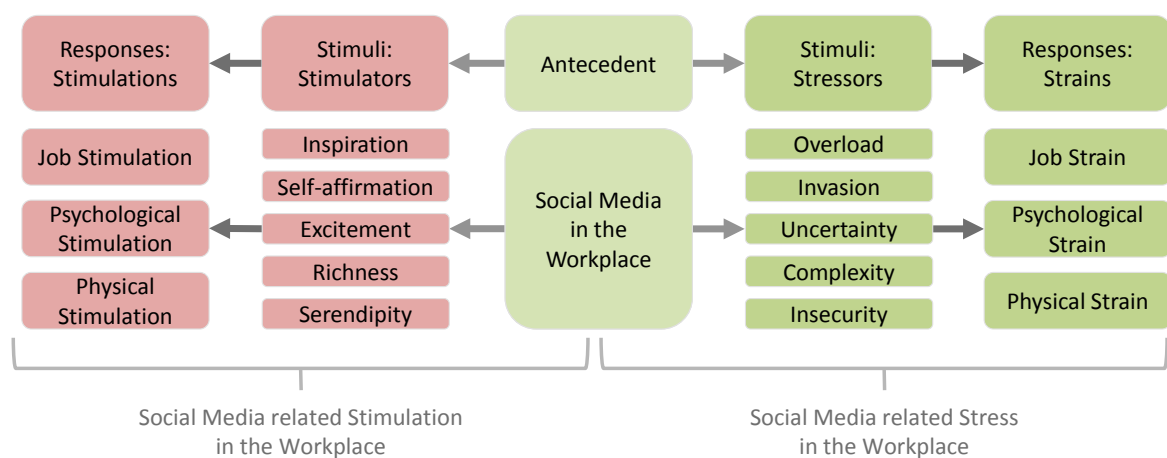 Responses:
Stimulations
Stimuli:
Stimulators
Antecedent
Stimuli:
Stressors
Responses:
Strains
Job Stimulation
Psychological
Stimulation
Physical
Stimulation
Inspiration
Self-affirmation
Excitement
Richness
Serendipity
Social Media
in the
Workplace
Overload
Invasion
Uncertainty
Complexity
Insecurity
Job Strain
Psychological
Strain
Physical Strain
Social Media related Stimulation
in the Workplace
Social Media related Stress
in the Workplace